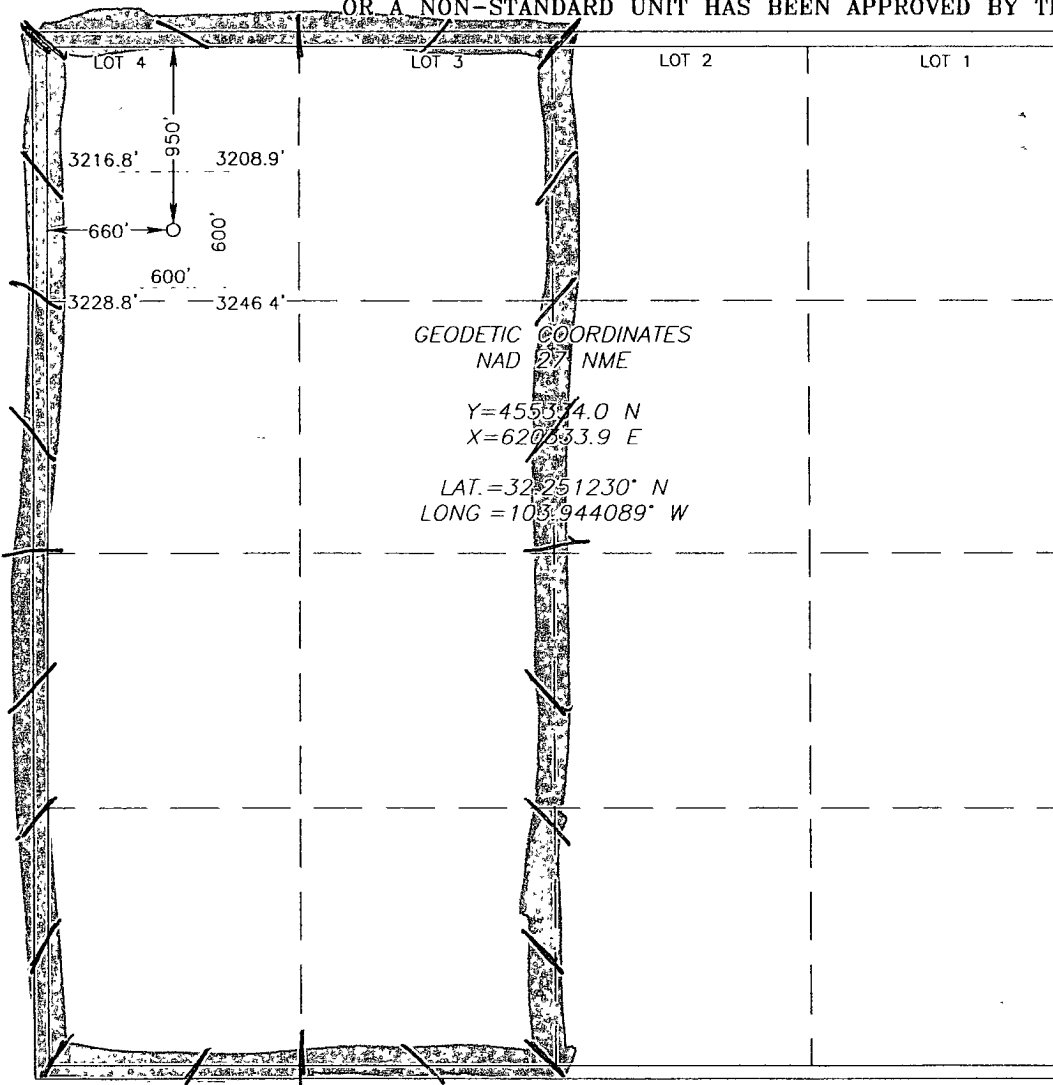 OR A NON-STANDARD UNIT HAS BEEN APPROVED BY
LOT 4 LOT 3 LOT 2 LOT 1
950'
3216.8' 3208.9'
660'
600'
600'
3228.8' 3246 4'
GEODETIC COORDINATES
NAD 27 NME
N
E
LAT.=32.251230° N
LONG =103.944089° W